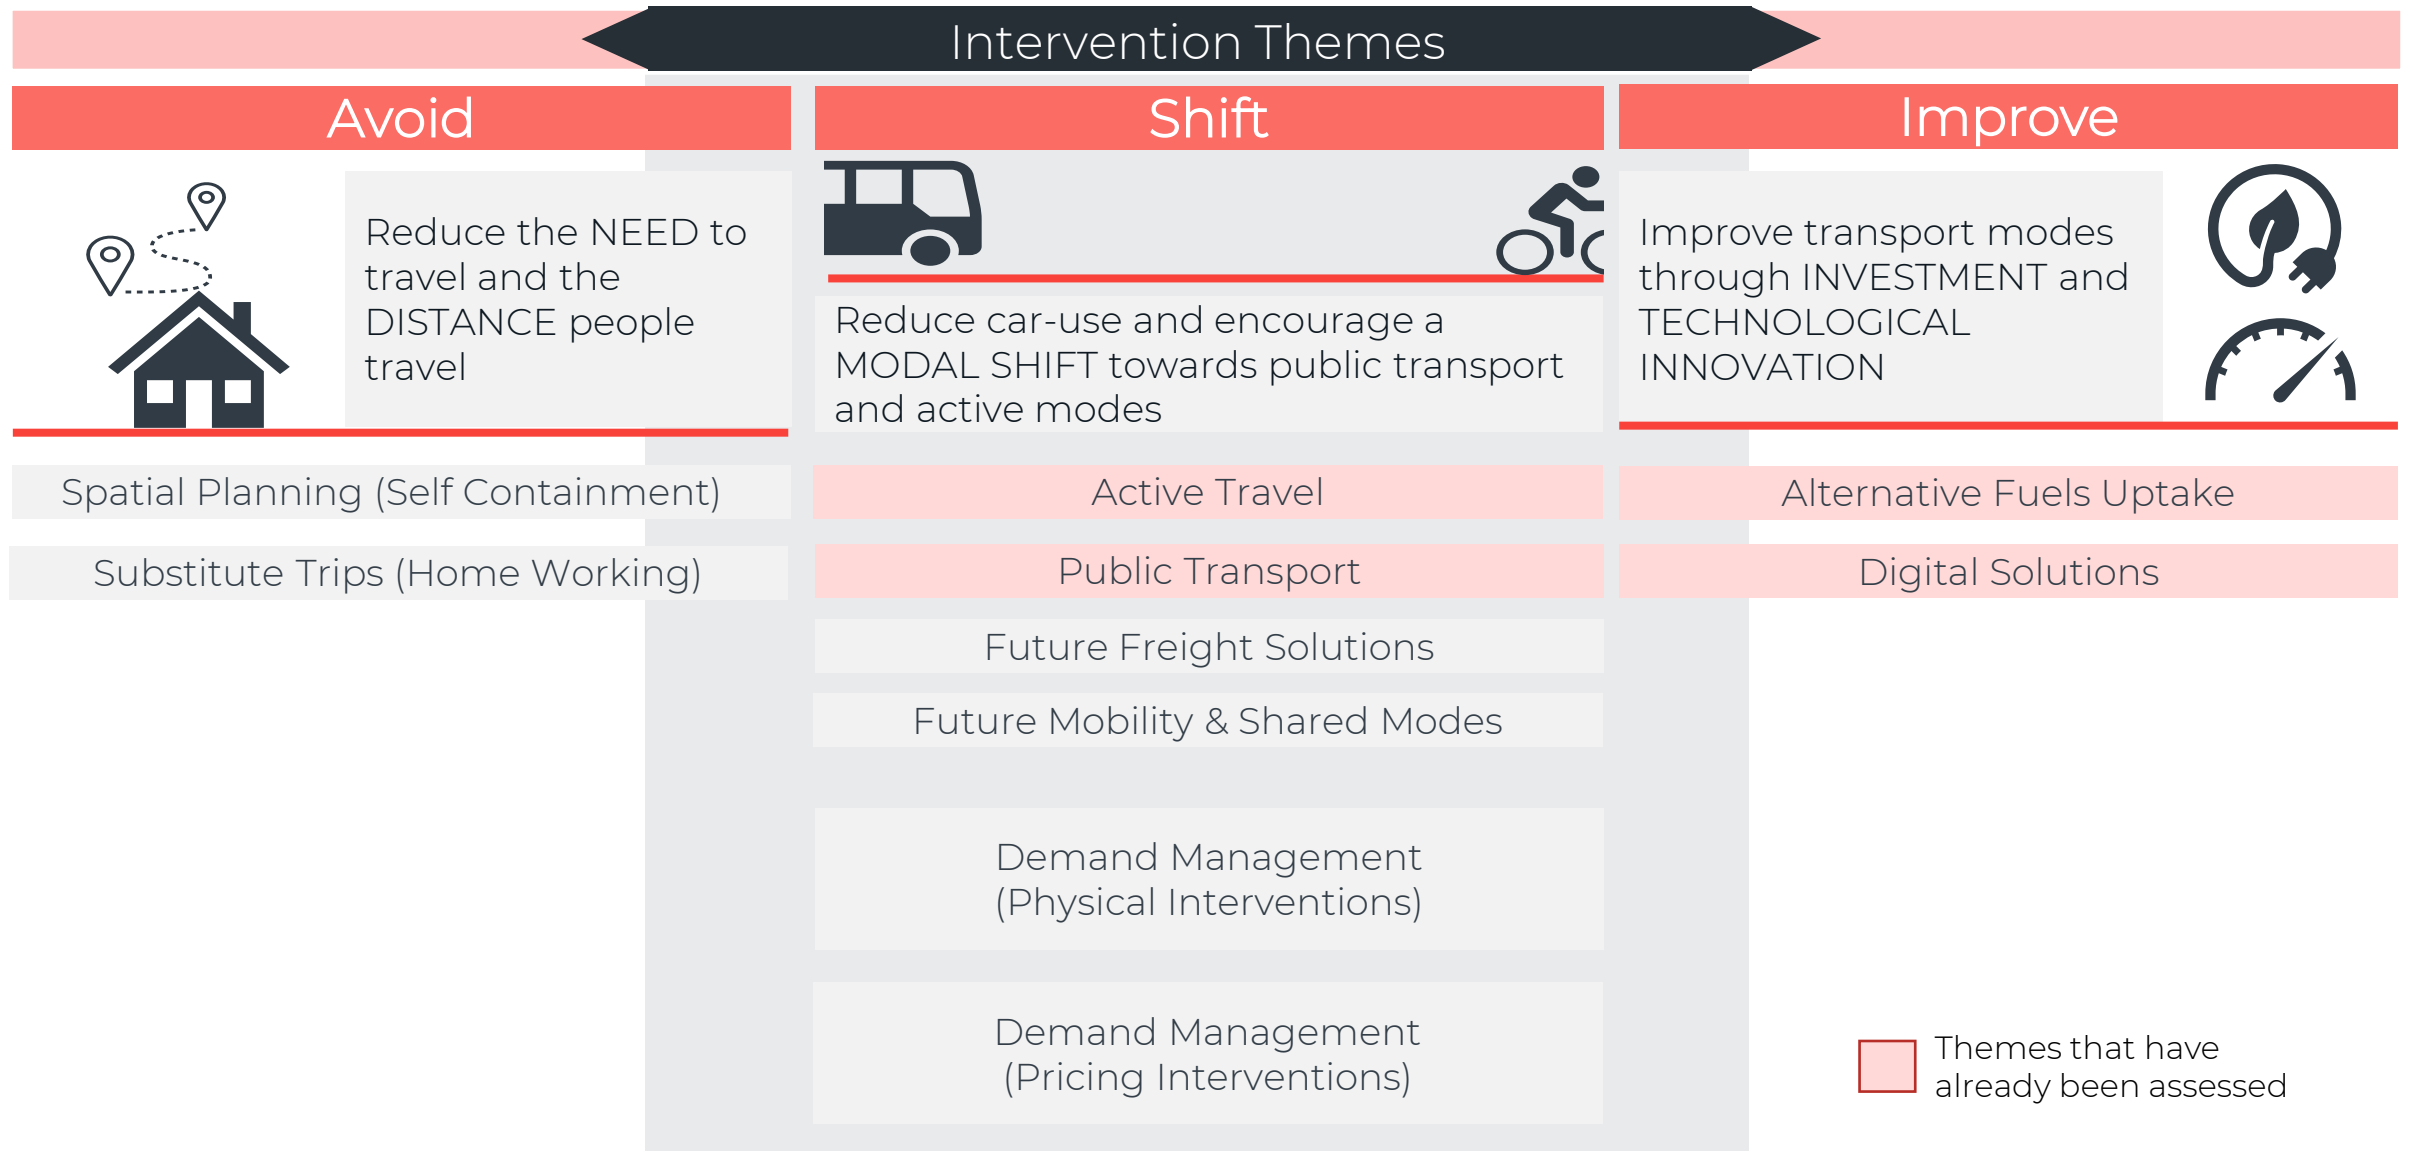 Intervention Themes
Avoid
Reduce the NEED to
travel and the
DISTANCE people
travel
Spatial Planning (Self Containment)
Substitute Trips (Home Working)
Shift
Reduce car-use and encourage a
MODAL SHIFT towards public transport
and active modes
Active Travel
Public Transport
Future Freight Solutions
Future Mobility & Shared Modes
Demand Management
(Physical Interventions)
Demand Management
(Pricing Interventions)
Improve
Improve transport modes
through INVESTMENT and
TECHNOLOGICAL
INNOVATION
Alternative Fuels Uptake
Digital Solutions
Themes that have
already been assessed